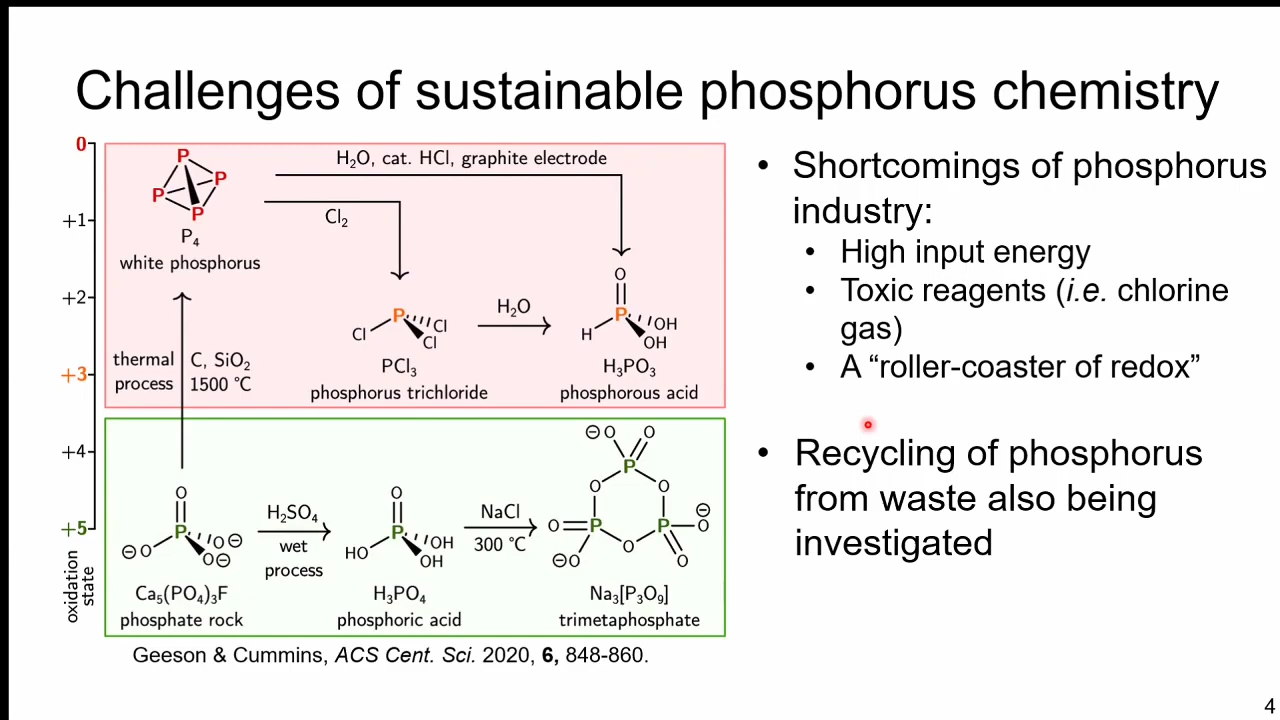 Challenges of sustainable phosphorus chemistry
0
+1
+2
+3
+4
+5
oxidation
state
P
P
P
P
P₄
white phosphorus
H₂O, cat. HCl, graphite electrode
Cl₂
thermal
process
C, SiO₂
1500 °C
P
Cl
Cl
Cl
PCl₃
phosphorus trichloride
H₂O
O
P
H
OH
OH
H₃PO₃
phosphorous acid
O
P
⊖O
O⊖
O⊖
Ca₅(PO₄)₃F
phosphate rock
H₂SO₄
wet
process
O
P
HO
OH
OH
H₃PO₄
phosphoric acid
NaCl
300 °C
⊖O
O
P
O
O
O
P
P
O
⊖
⊖O
O
O
Na₃[P₃O₉]
trimetaphosphate
Geeson & Cummins, ACS Cent. Sci. 2020, 6, 848-860.
• Shortcomings of phosphorus
industry:
• High input energy
• Toxic reagents (i.e. chlorine
gas)
• A “roller-coaster of redox”
• Recycling of phosphorus
from waste also being
investigated
4